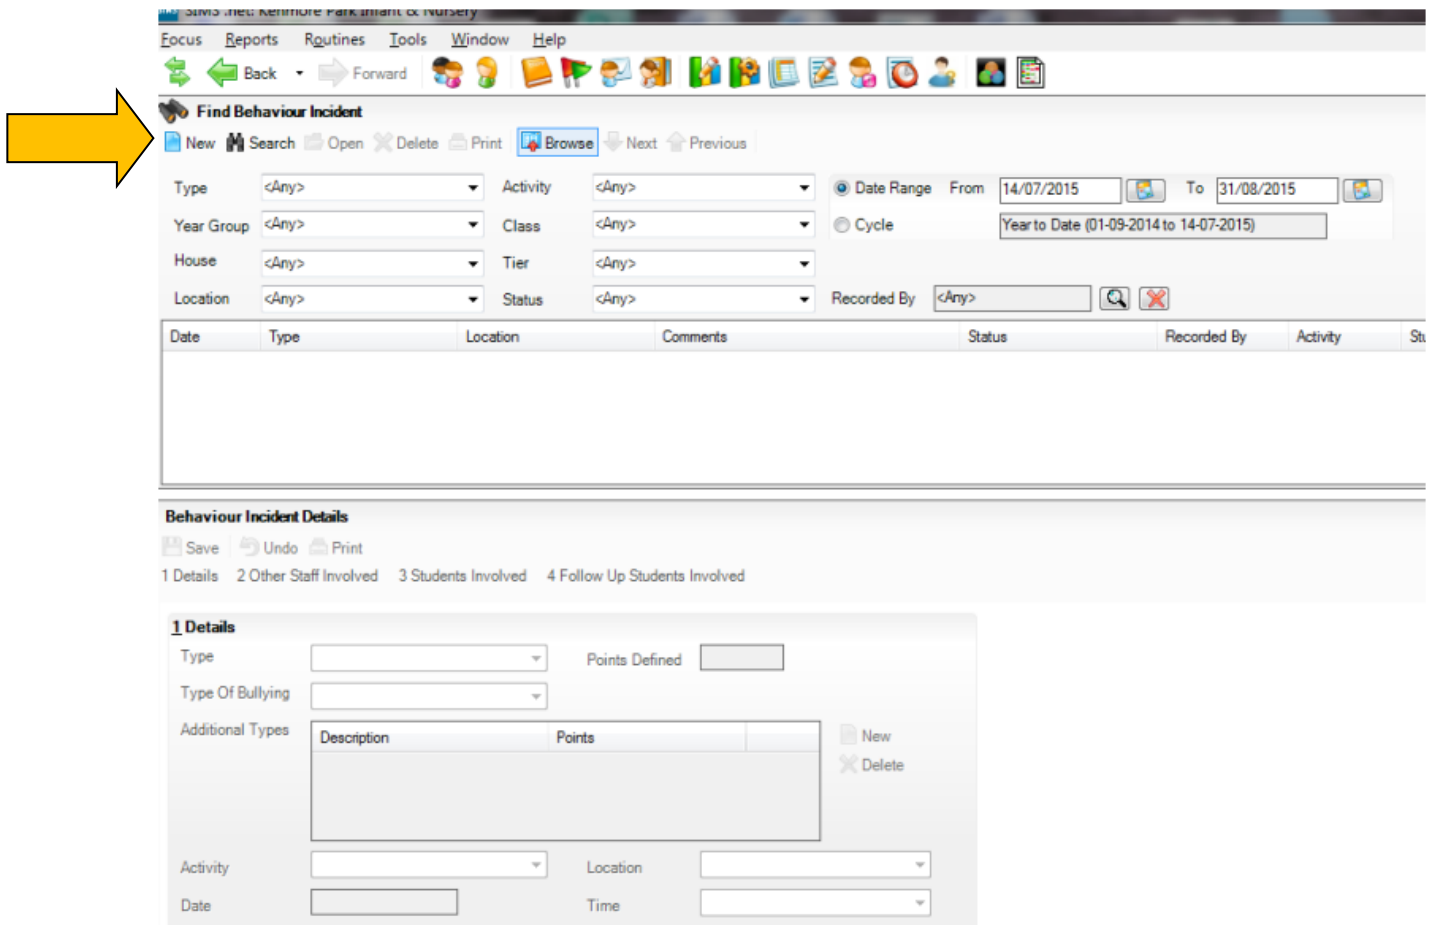 SIMS .net: Kenmore Park Infant & Nursery
Focus Reports Routines Tools Window Help
Back Forward
Find Behaviour Incident
New Search Open Delete Print Browse Next Previous
Type <Any> Activity <Any> Date Range From 14/07/2015 To 31/08/2015
Year Group <Any> Class <Any> Cycle Year to Date (01-09-2014 to 14-07-2015)
House <Any> Tier <Any>
Location <Any> Status <Any> Recorded By <Any>
Date Type Location Comments Status Recorded By Activity Stu
Behaviour Incident Details
Save Undo Print
1 Details 2 Other Staff Involved 3 Students Involved 4 Follow Up Students Involved
1 Details
Type Points Defined
Type Of Bullying
Additional Types Description Points New
Delete
Activity Location
Date Time